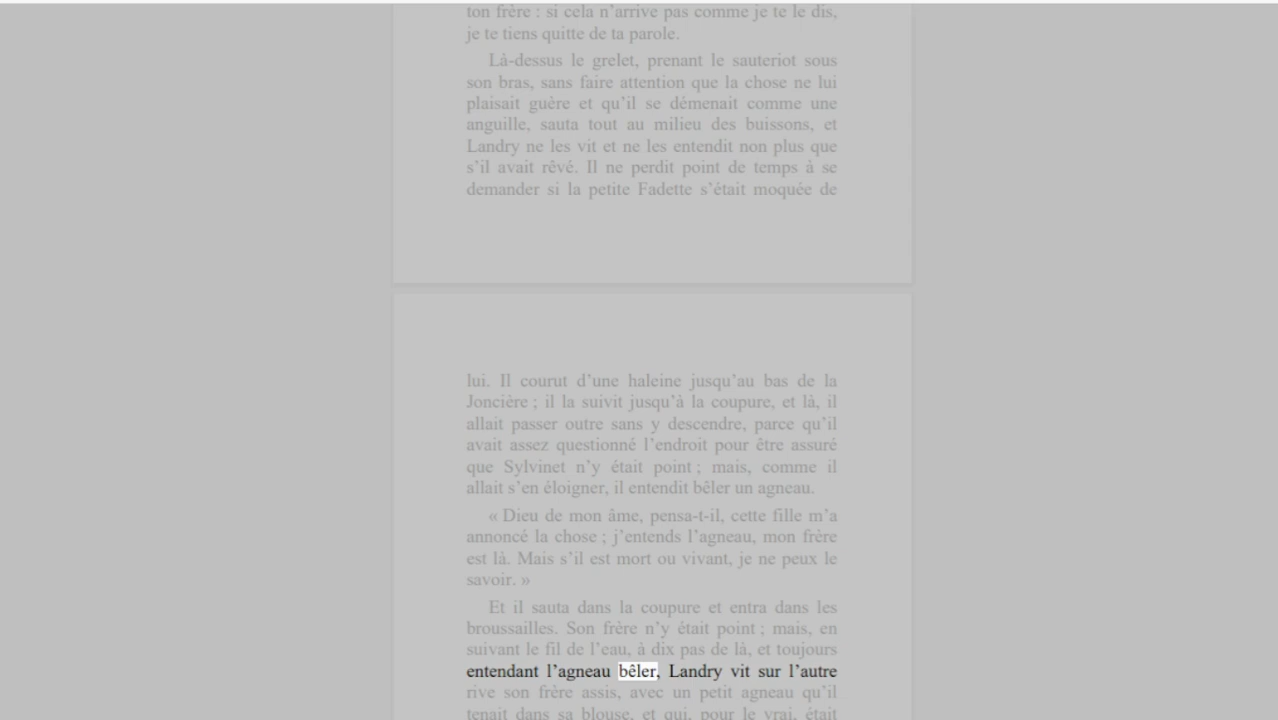 ton frère : si cela n’arrive pas comme je te le dis,
je te tiens quitte de ta parole.
Là-dessus le grelet, prenant le sauteriot sous
son bras, sans faire attention que la chose ne lui
plaisait guère et qu’il se démenait comme une
anguille, sauta tout au milieu des buissons, et
Landry ne les vit et ne les entendit non plus que
s’il avait rêvé. Il ne perdit point de temps à se
demander si la petite Fadette s’était moquée de
lui. Il courut d’une haleine jusqu’au bas de la
Joncière ; il la suivit jusqu’à la coupure, et là, il
allait passer outre sans y descendre, parce qu’il
avait assez questionné l’endroit pour être assuré
que Sylvinet n’y était point ; mais, comme il
allait s’en éloigner, il entendit bêler un agneau.
« Dieu de mon âme, pensa-t-il, cette fille m’a
annoncé la chose ; j’entends l’agneau, mon frère
est là. Mais s’il est mort ou vivant, je ne peux le
savoir. »
Et il sauta dans la coupure et entra dans les
broussailles. Son frère n’y était point ; mais, en
suivant le fil de l’eau, à dix pas de là, et toujours
entendant l’agneau bêler, Landry vit sur l’autre
rive son frère assis, avec un petit agneau qu’il
tenait dans sa blouse, et qui, pour le vrai, était